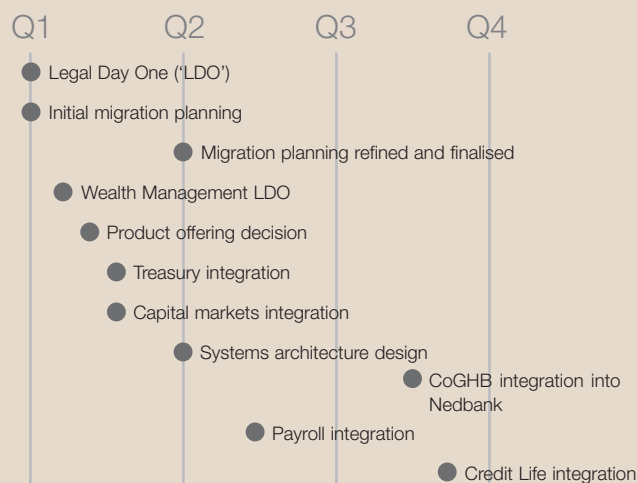 Q1 Q2 Q3 Q4
Legal Day One (‘LDO’)
Initial migration planning
Migration planning refined and finalised
Wealth Management LDO
Product offering decision
Treasury integration
Capital markets integration
Systems architecture design
CoGHB integration into
Nedbank
Payroll integration
Credit Life integration